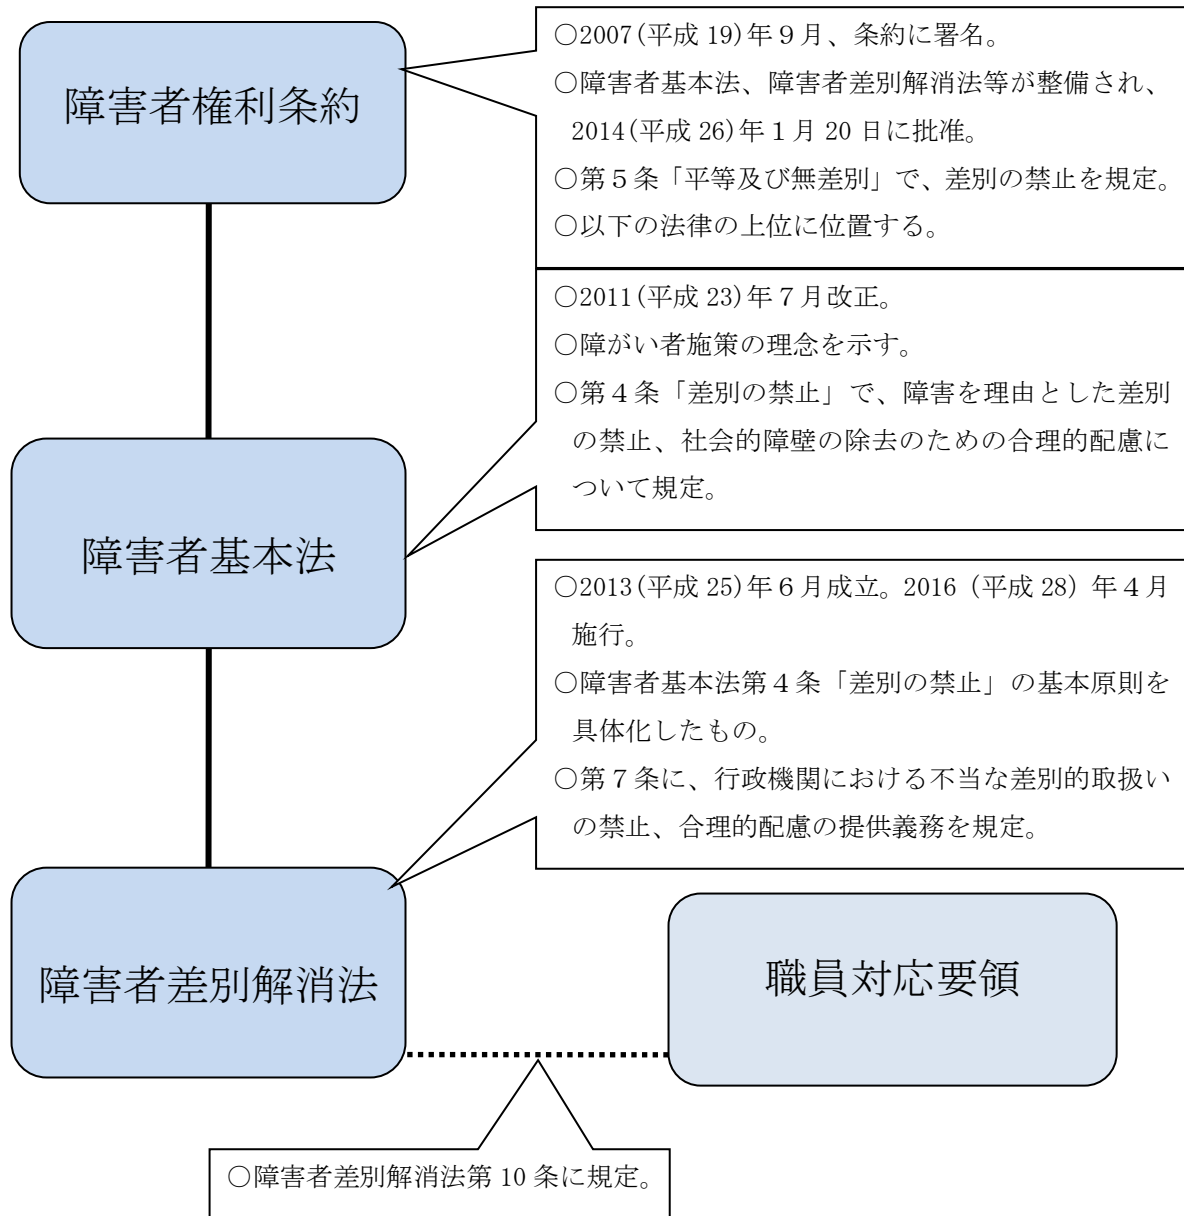 障害者権利条約
○2007(平成 19)年９月、条約に署名。
○障害者基本法、障害者差別解消法等が整備され、
2014(平成 26)年１月 20 日に批准。
○第５条「平等及び無差別」で、差別の禁止を規定。
○以下の法律の上位に位置する。
○2011(平成 23)年７月改正。
○障がい者施策の理念を示す。
○第４条「差別の禁止」で、障害を理由とした差別
の禁止、社会的障壁の除去のための合理的配慮に
ついて規定。
障害者基本法
○2013(平成 25)年６月成立。2016（平成 28）年４月
施行。
○障害者基本法第４条「差別の禁止」の基本原則を
具体化したもの。
○第７条に、行政機関における不当な差別的取扱い
の禁止、合理的配慮の提供義務を規定。
障害者差別解消法
職員対応要領
○障害者差別解消法第 10 条に規定。